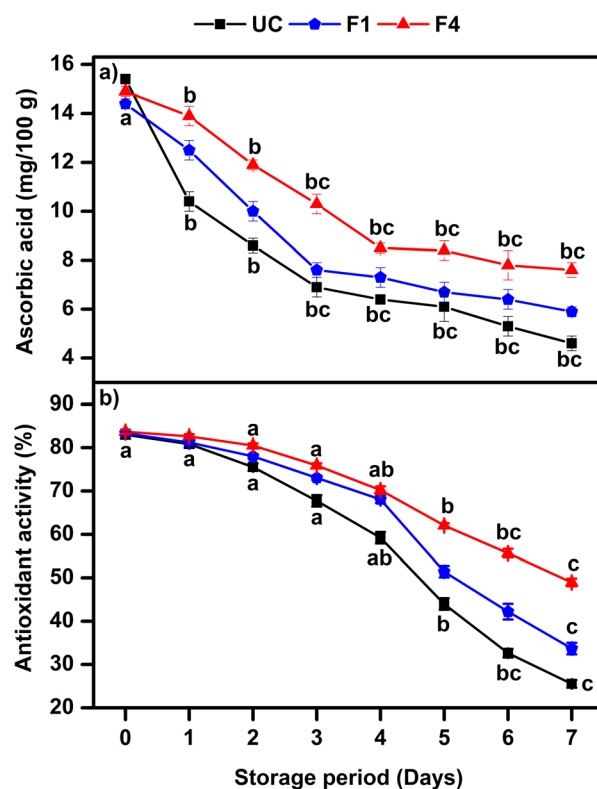 UC F1 F4
a)
Ascorbic acid (mg/100 g)
16
14
12
10
8
6
4
a
b
b
bc
bc
bc
bc
bc
b
b
bc
bc
bc
bc
bc
b)
Antioxidant activity (%)
90
80
70
60
50
40
30
20
a
a
ab
b
bc
c
c
a
a
a
a
ab
b
bc
c
0 1 2 3 4 5 6 7
Storage period (Days)